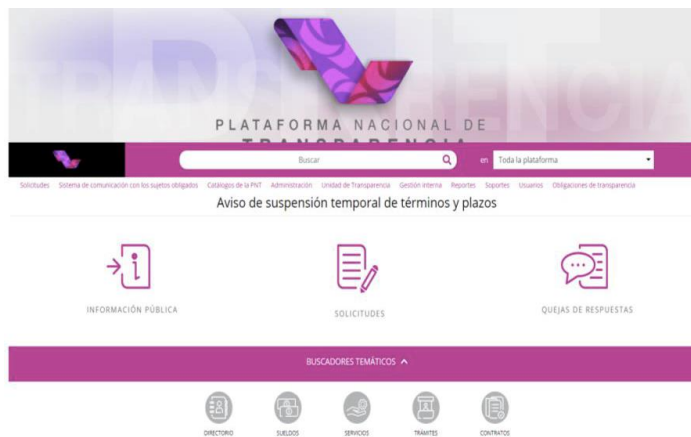 PLATAFORMA NACIONAL DE
TRANSPARENCIA
Buscar en Toda la plataforma
Solicitudes Sistema de comunicación con los sujetos obligados Catálogos de la PNT Administración Unidad de Transparencia Gestión interna Reportes Soportes Usuarios Obligaciones de transparencia
Aviso de suspensión temporal de términos y plazos
INFORMACIÓN PÚBLICA SOLICITUDES QUEJAS DE RESPUESTAS
BUSCADORES TEMÁTICOS
DIRECTORIO SUELDOS SERVICIOS TRÁMITES CONTRATOS